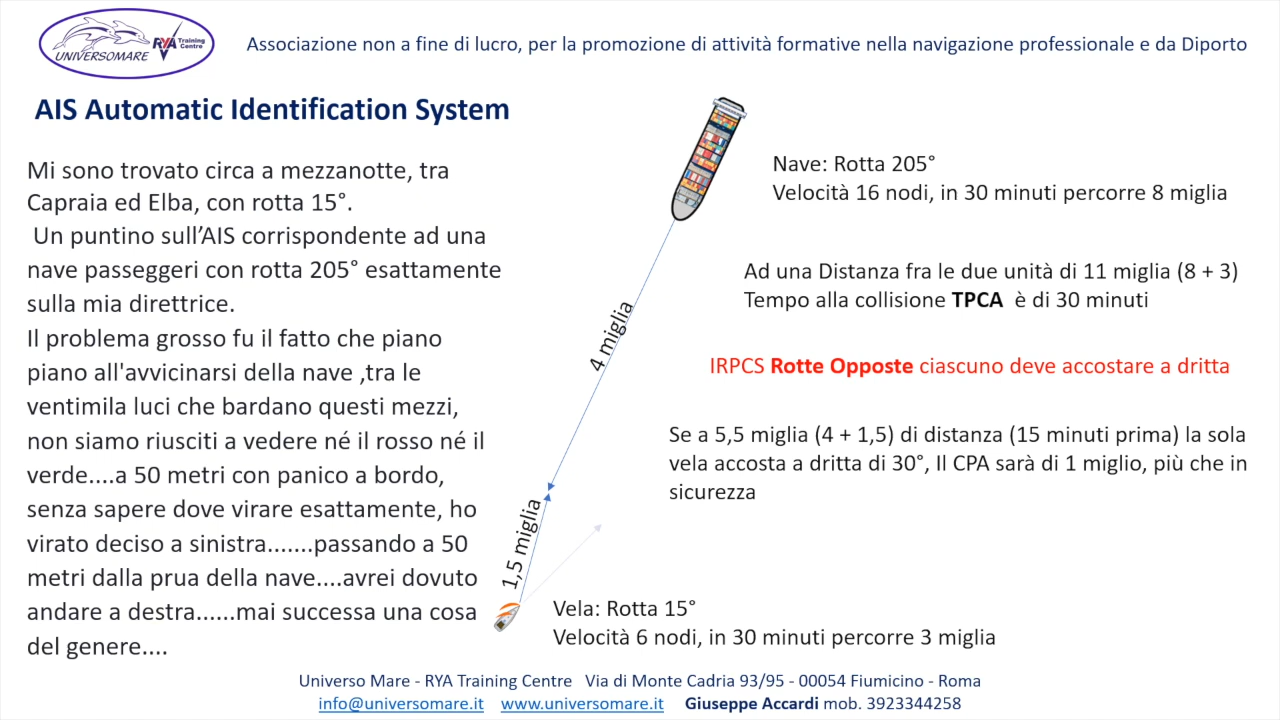 UNIVERSOMARE
RYA Training
Centre
Associazione non a fine di lucro, per la promozione di attività formative nella navigazione professionale e da Diporto
AIS Automatic Identification System
Mi sono trovato circa a mezzanotte, tra
Capraia ed Elba, con rotta 15°.
Un puntino sull’AIS corrispondente ad una
nave passeggeri con rotta 205° esattamente
sulla mia direttrice.
Il problema grosso fu il fatto che piano
piano all'avvicinarsi della nave ,tra le
ventimila luci che bardano questi mezzi,
non siamo riusciti a vedere né il rosso né il
verde....a 50 metri con panico a bordo,
senza sapere dove virare esattamente, ho
virato deciso a sinistra.......passando a 50
metri dalla prua della nave....avrei dovuto
andare a destra......mai successa una cosa
del genere....
Nave: Rotta 205°
Velocità 16 nodi, in 30 minuti percorre 8 miglia
Ad una Distanza fra le due unità di 11 miglia (8 + 3)
Tempo alla collisione TPCA è di 30 minuti
4 miglia
IRPCS Rotte Opposte ciascuno deve accostare a dritta
Se a 5,5 miglia (4 + 1,5) di distanza (15 minuti prima) la sola
vela accosta a dritta di 30°, Il CPA sarà di 1 miglio, più che in
sicurezza
1,5 miglia
Vela: Rotta 15°
Velocità 6 nodi, in 30 minuti percorre 3 miglia
Universo Mare - RYA Training Centre Via di Monte Cadria 93/95 - 00054 Fiumicino - Roma
info@universomare.it www.universomare.it Giuseppe Accardi mob. 3923344258